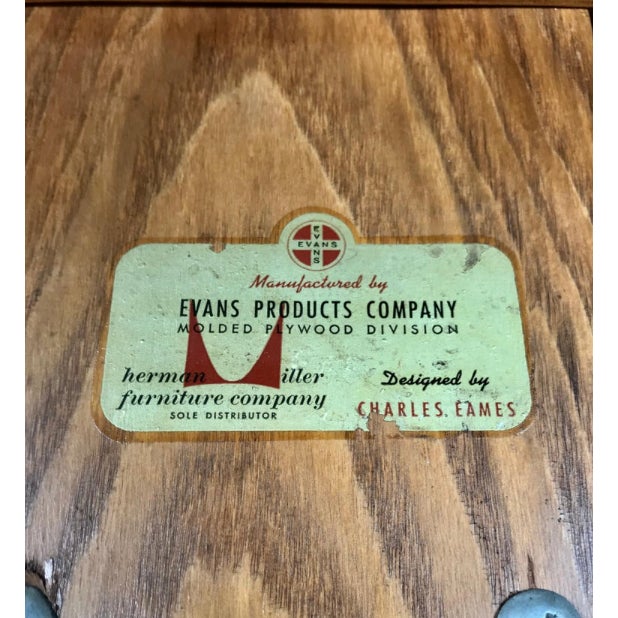 EVANS
EVANS
Manufactured by
EVANS PRODUCTS COMPANY
MOLDED PLYWOOD DIVISION
herman miller
furniture company
SOLE DISTRIBUTOR
Designed by
CHARLES. EAMES